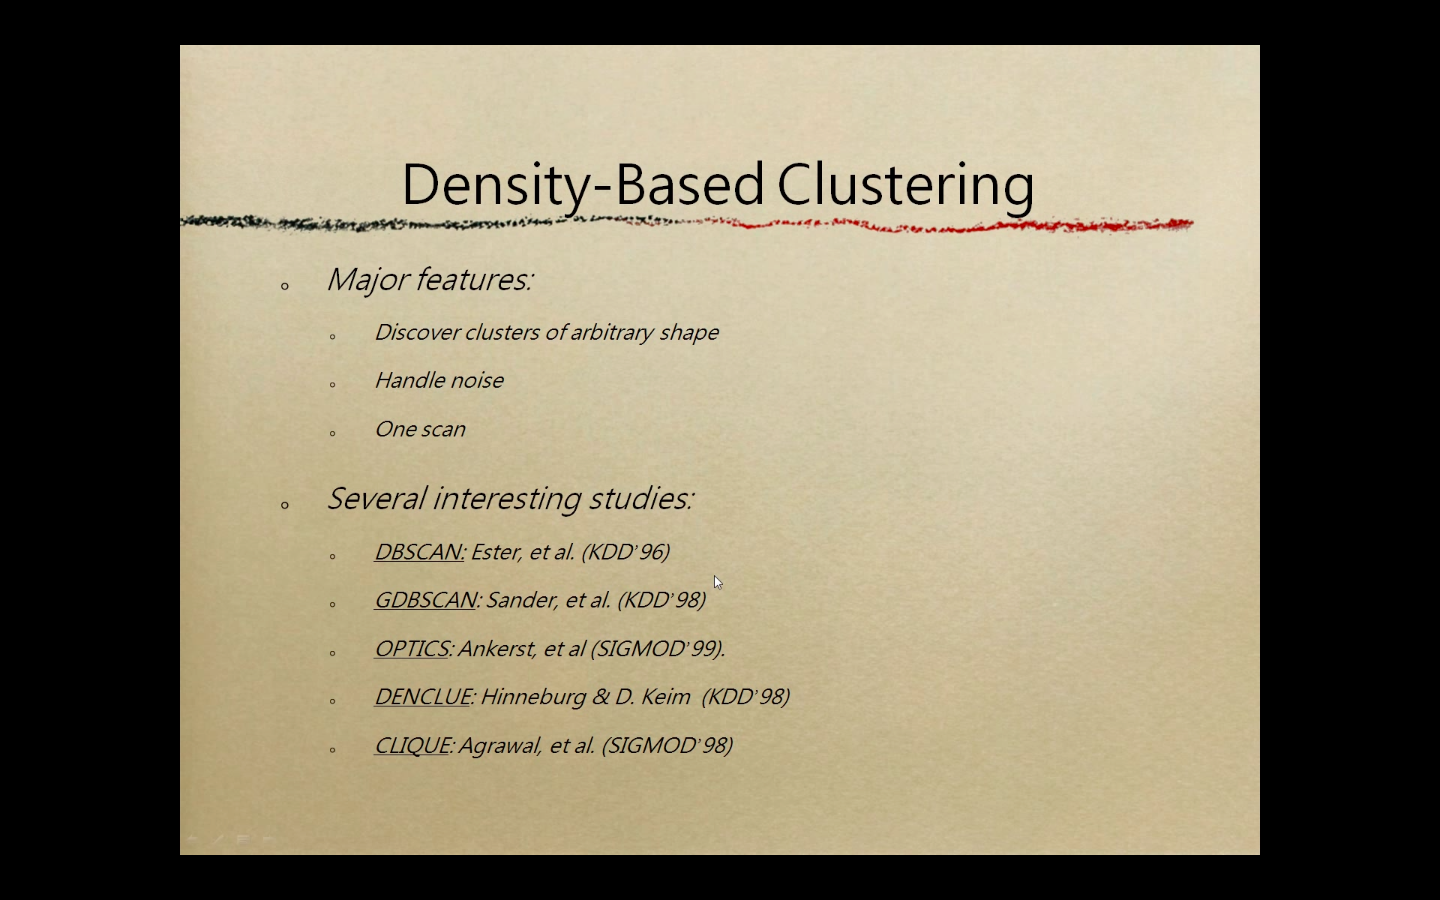 Density-Based Clustering
Major features:
Discover clusters of arbitrary shape
Handle noise
One scan
Several interesting studies:
DBSCAN: Ester, et al. (KDD’96)
GDBSCAN: Sander, et al. (KDD’98)
OPTICS: Ankerst, et al (SIGMOD’99).
DENCLUE: Hinneburg & D. Keim (KDD’98)
CLIQUE: Agrawal, et al. (SIGMOD’98)